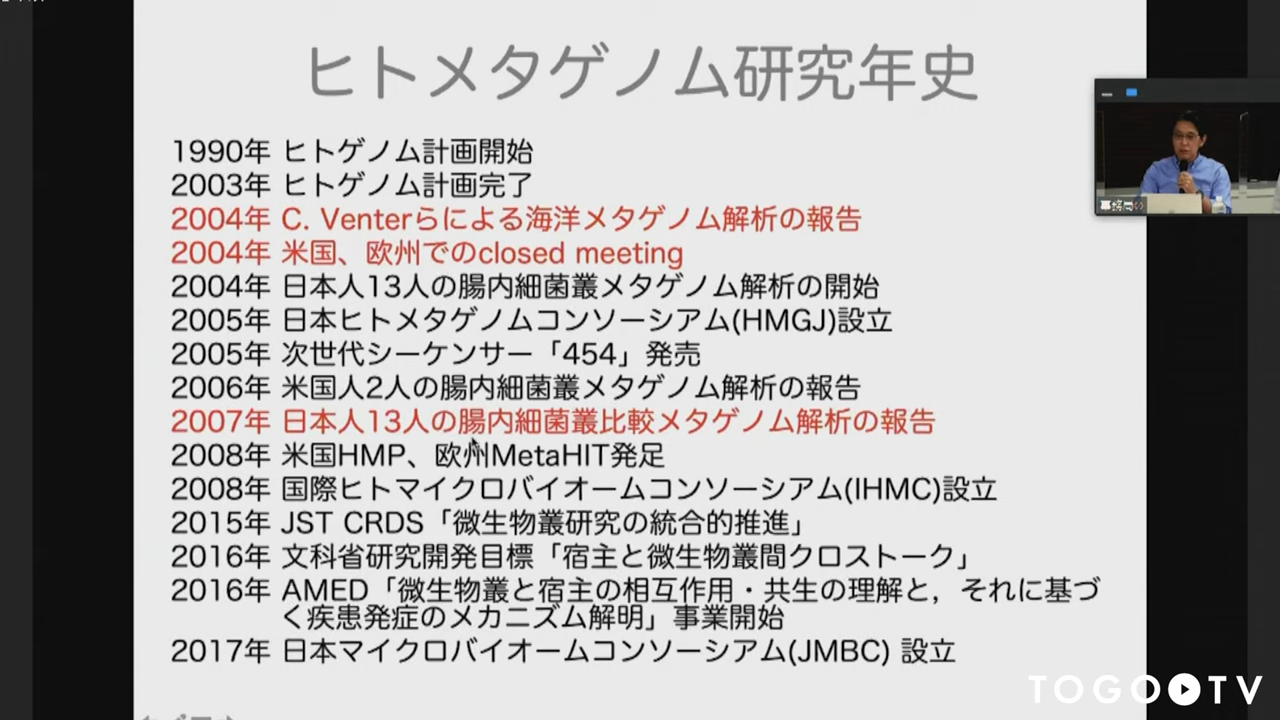 ヒトメタゲノム研究年史
1990年 ヒトゲノム計画開始
2003年 ヒトゲノム計画完了
2004年 C. Venterらによる海洋メタゲノム解析の報告
2004年 米国、欧州でのclosed meeting
2004年 日本人13人の腸内細菌叢メタゲノム解析の開始
2005年 日本ヒトメタゲノムコンソーシアム(HMGJ)設立
2005年 次世代シーケンサー「454」発売
2006年 米国人2人の腸内細菌叢メタゲノム解析の報告
2007年 日本人13人の腸内細菌叢比較メタゲノム解析の報告
2008年 米国HMP、欧州MetaHIT発足
2008年 国際ヒトマイクロバイオームコンソーシアム(IHMC)設立
2015年 JST CRDS「微生物叢研究の統合的推進」
2016年 文科省研究開発目標「宿主と微生物叢間クロストーク」
2016年 AMED「微生物叢と宿主の相互作用・共生の理解と，それに基づ
く疾患発症のメカニズム解明」事業開始
2017年 日本マイクロバイオームコンソーシアム(JMBC) 設立
事務局
TOGO TV